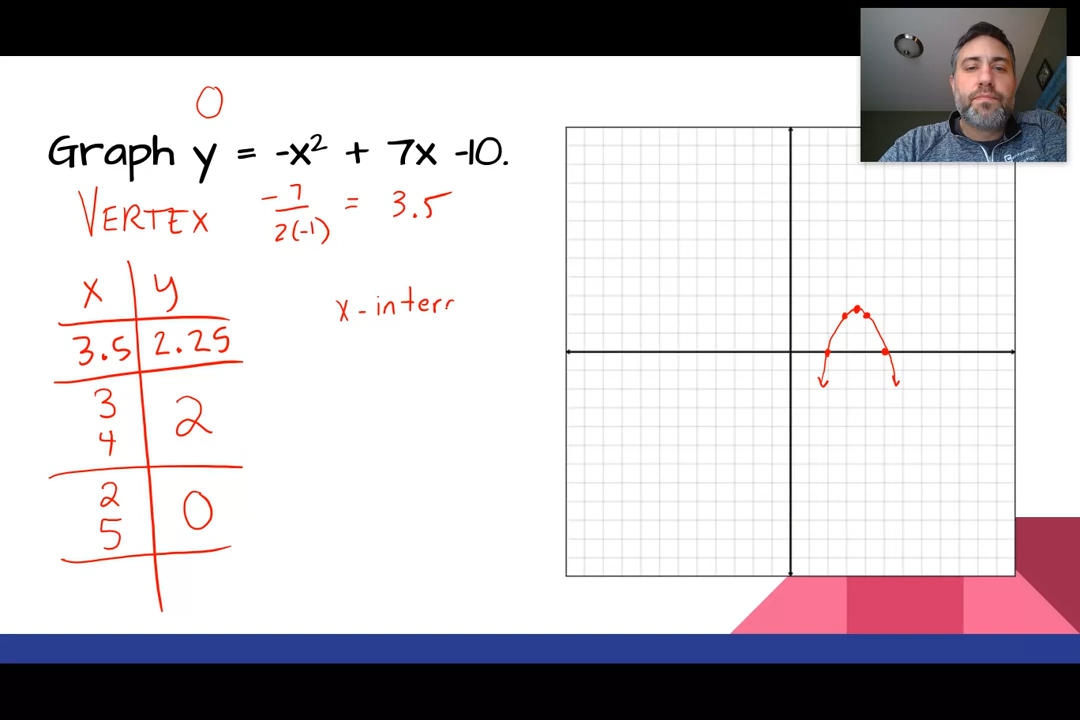 0
Graph y = -x² + 7x -10.
VERTEX -7/2(-1) = 3.5
x y
3.5 2.25
3
4 2
2
5 0
x-interr